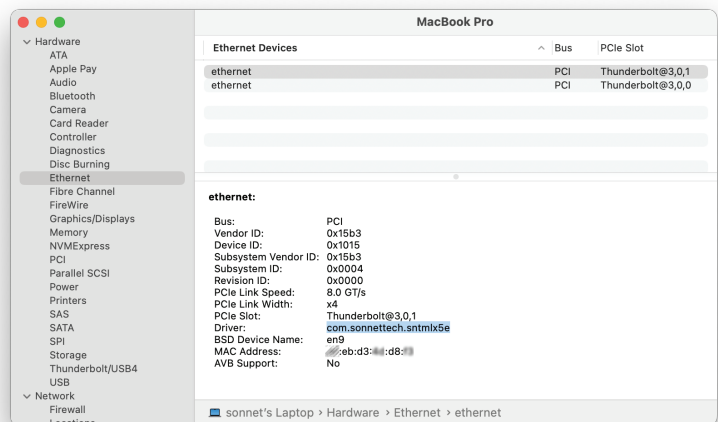 MacBook Pro
Hardware
ATA
Apple Pay
Audio
Bluetooth
Camera
Card Reader
Controller
Diagnostics
Disc Burning
Ethernet
Fibre Channel
FireWire
Graphics/Displays
Memory
NVMExpress
PCI
Parallel SCSI
Power
Printers
SAS
SATA
SPI
Storage
Thunderbolt/USB4
USB
Network
Firewall
Locations
Ethernet Devices Bus PCIe Slot
ethernet PCI Thunderbolt@3,0,1
ethernet PCI Thunderbolt@3,0,0
ethernet:
Bus: PCI
Vendor ID: 0x15b3
Device ID: 0x1015
Subsystem Vendor ID: 0x15b3
Subsystem ID: 0x0004
Revision ID: 0x0000
PCIe Link Speed: 8.0 GT/s
PCIe Link Width: x4
PCIe Slot: Thunderbolt@3,0,1
Driver: com.sonnettech.sntmlx5e
BSD Device Name: en9
MAC Address: :eb:d3: :d8:
AVB Support: No
sonnet's Laptop › Hardware › Ethernet › ethernet